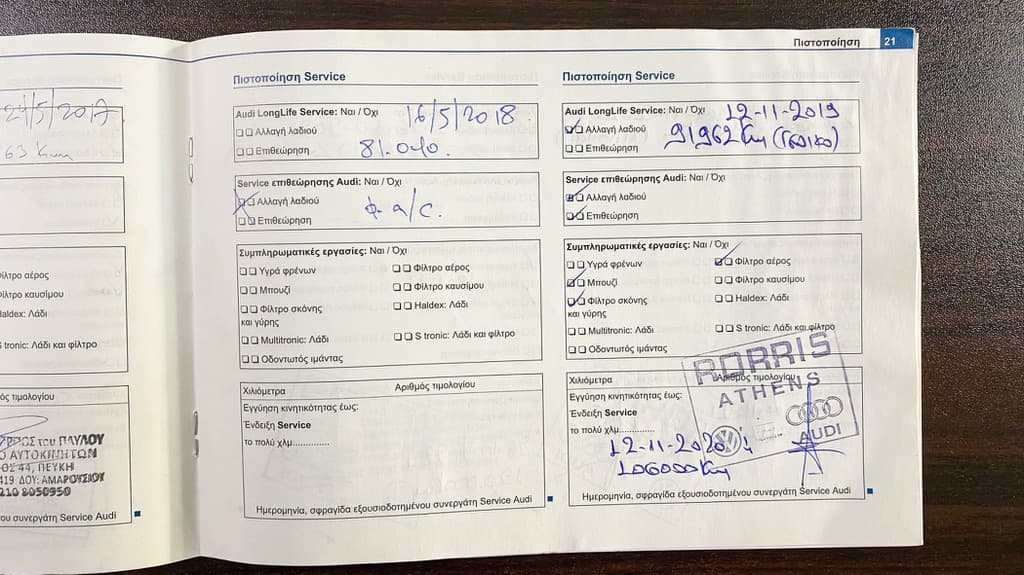 24/5/2017
63 Km
Φίλτρο αέρος
Φίλτρο καυσίμου
Haldex: Λάδι
S tronic: Λάδι και φίλτρο
ΠΑΥΛΟΥ
ΑΥΤΟΚΙΝΗΤΩΝ
44, ΠΕΥΚΗ
419 ΔΟΥ: ΑΜΑΡΟΥΣΙΟΥ
210 8050950
συνεργάτη Service Audi
Πιστοποίηση 21
Πιστοποίηση Service
Audi LongLife Service: Ναι / Όχι 16/5/2018
Αλλαγή λαδιού
Επιθεώρηση 81.040.
Service επιθεώρησης Audi: Ναι / Όχι
Αλλαγή λαδιού
φ. a/c.
Επιθεώρηση
Συμπληρωματικές εργασίες: Ναι / Όχι
Υγρά φρένων Φίλτρο αέρος
Μπουζί Φίλτρο καυσίμου
Φίλτρο σκόνης Haldex: Λάδι
και γύρης
Multitronic: Λάδι S tronic: Λάδι και φίλτρο
Οδοντωτός ιμάντας
Χιλιόμετρα Αριθμός τιμολογίου
Εγγύηση κινητικότητας έως:
Ένδειξη Service
το πολύ χλμ.............
Ημερομηνία, σφραγίδα εξουσιοδοτημένου συνεργάτη Service Audi
Πιστοποίηση Service
Audi LongLife Service: Ναι / Όχι 12-11-2019
Αλλαγή λαδιού
91962 Km
Επιθεώρηση
Service επιθεώρησης Audi: Ναι / Όχι
Αλλαγή λαδιού
Επιθεώρηση
Συμπληρωματικές εργασίες: Ναι / Όχι
Υγρά φρένων Φίλτρο αέρος
Μπουζί Φίλτρο καυσίμου
Φίλτρο σκόνης Haldex: Λάδι
και γύρης
Multitronic: Λάδι S tronic: Λάδι και φίλτρο
Οδοντωτός ιμάντας
RORRIS
Χιλιόμετρα Αριθμός τιμολογίου
ATHENS
Εγγύηση κινητικότητας έως:
Ένδειξη Service
το πολύ χλμ.............
AUDI
12-11-2020
106000 Km
Ημερομηνία, σφραγίδα εξουσιοδοτημένου συνεργάτη Service Audi